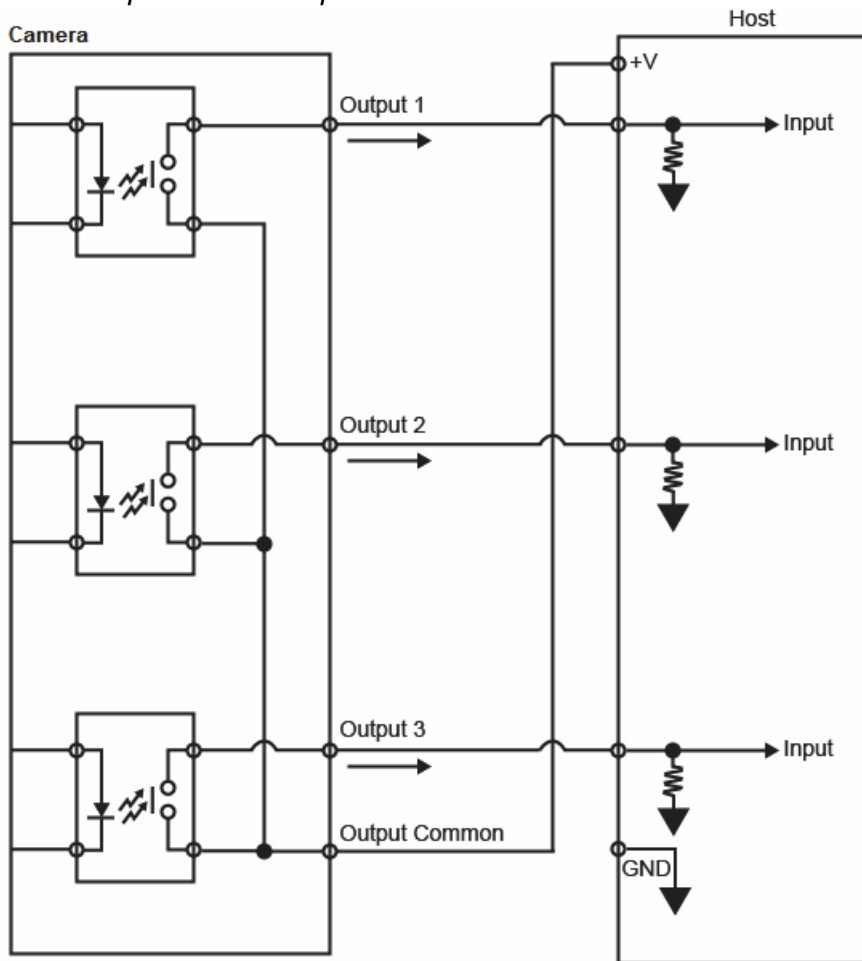 Host
Camera
+V
Output 1
Input
Output 2
Input
Output 3
Input
Output Common
GND